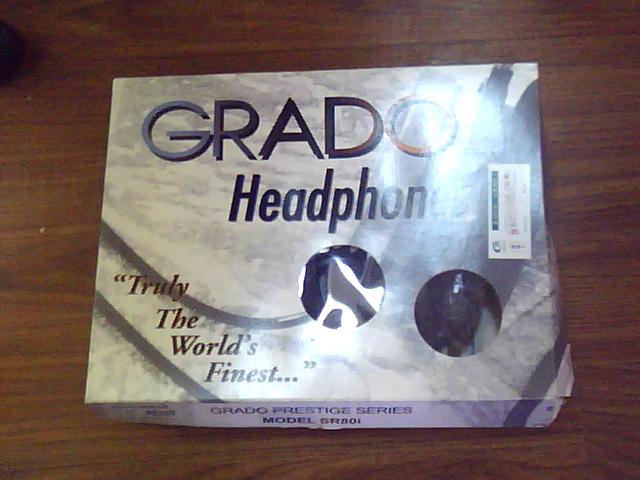 GRADO
Headphon
“Truly
The
World's
Finest...”
GRADO PRESTIGE SERIES
MODEL SR80i